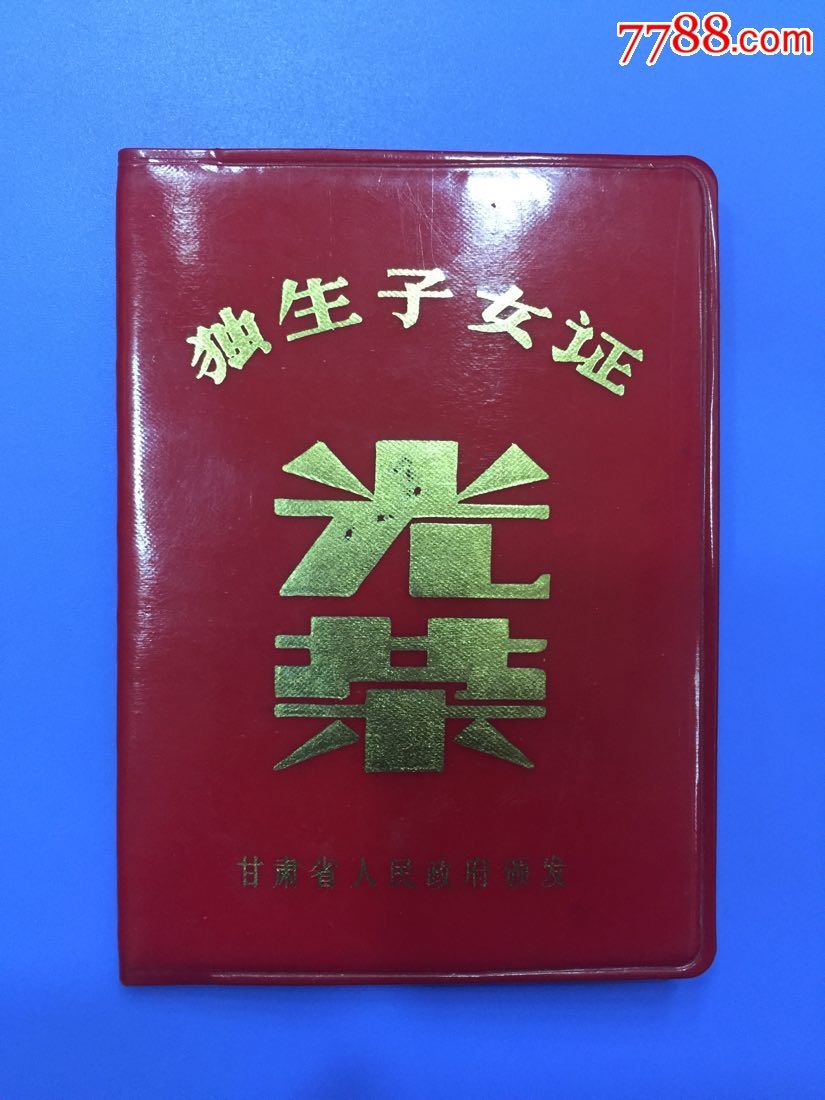 7788.com
独生子女证
光
荣
甘肃省人民政府颁发